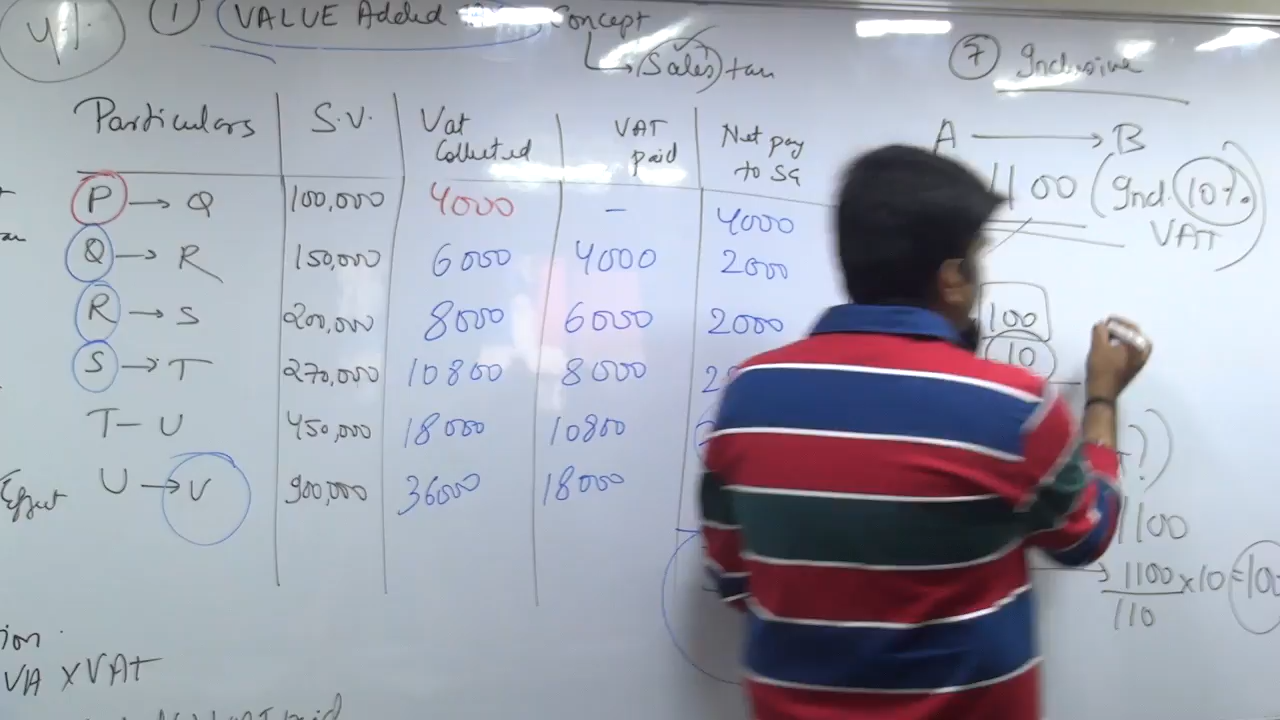 4%
① VALUE Added Concept
(Sales) tax
Particulars S.V. Vat Collected VAT paid Net pay to SG
P → Q 100,000 4000 – 4000
Q → R 150,000 6000 4000 2000
R → S 200,000 8000 6000 2000
S → T 270,000 10800 8000
T – U 450,000 18000 10800
U → V 900,000 36000 18000
Effect
VA X VAT
⑦ Inclusive
A → B
1100 (Incl. 10% VAT)
100
10
?)
1100
→ 1100 x 10 = 100
110